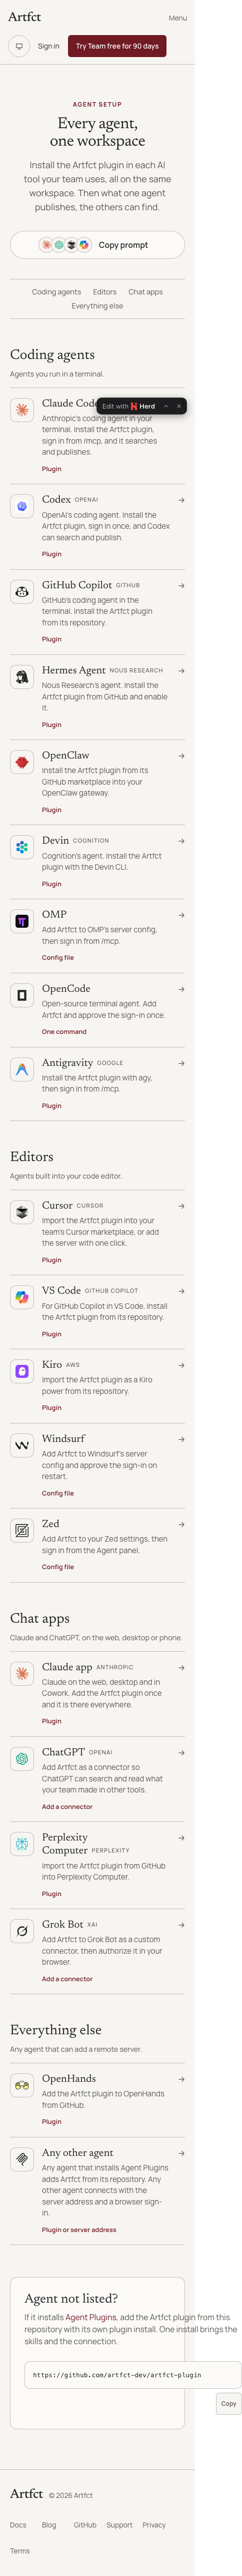 Artfct
Menu
Sign in
Try Team free for 90 days
AGENT SETUP
Every agent,
one workspace
Install the Artfct plugin in each AI
tool your team uses, all on the same
workspace. Then what one agent
publishes, the others can find.
Copy prompt
Coding agents Editors Chat apps
Everything else
Coding agents
Agents you run in a terminal.
Claude Code
Edit with Herd
Anthropic's coding agent in your
terminal. Install the Artfct plugin,
sign in from /mcp, and it searches
and publishes.
Plugin
Codex OPENAI
OpenAI's coding agent. Install the
Artfct plugin, sign in once, and Codex
can search and publish.
Plugin
GitHub Copilot GITHUB
GitHub's coding agent in the
terminal. Install the Artfct plugin
from its repository.
Plugin
Hermes Agent NOUS RESEARCH
Nous Research's agent. Install the
Artfct plugin from GitHub and enable
it.
Plugin
OpenClaw
Install the Artfct plugin from its
GitHub marketplace into your
OpenClaw gateway.
Plugin
Devin COGNITION
Cognition's agent. Install the Artfct
plugin with the Devin CLI.
Plugin
OMP
Add Artfct to OMP's server config,
then sign in from /mcp.
Config file
OpenCode
Open-source terminal agent. Add
Artfct and approve the sign-in once.
One command
Antigravity GOOGLE
Install the Artfct plugin with agy,
then sign in from /mcp.
Plugin
Editors
Agents built into your code editor.
Cursor CURSOR
Import the Artfct plugin into your
team's Cursor marketplace, or add
the server with one click.
Plugin
VS Code GITHUB COPILOT
For GitHub Copilot in VS Code. Install
the Artfct plugin from its repository.
Plugin
Kiro AWS
Import the Artfct plugin as a Kiro
power from its repository.
Plugin
Windsurf
Add Artfct to Windsurf's server
config and approve the sign-in on
restart.
Config file
Zed
Add Artfct to your Zed settings, then
sign in from the Agent panel.
Config file
Chat apps
Claude and ChatGPT, on the web, desktop or phone.
Claude app ANTHROPIC
Claude on the web, desktop and in
Cowork. Add the Artfct plugin once
and it is there everywhere.
Plugin
ChatGPT OPENAI
Add Artfct as a connector so
ChatGPT can search and read what
your team made in other tools.
Add a connector
Perplexity
Computer PERPLEXITY
Import the Artfct plugin from GitHub
into Perplexity Computer.
Plugin
Grok Bot XAI
Add Artfct to Grok Bot as a custom
connector, then authorize it in your
browser.
Add a connector
Everything else
Any agent that can add a remote server.
OpenHands
Add the Artfct plugin to OpenHands
from GitHub.
Plugin
Any other agent
Any agent that installs Agent Plugins
adds Artfct from its repository. Any
other agent connects with the
server address and a browser sign-
in.
Plugin or server address
Agent not listed?
If it installs Agent Plugins, add the Artfct plugin from this
repository with its own plugin install. One install brings the
skills and the connection.
https://github.com/artfct-dev/artfct-plugin
Copy
Artfct © 2026 Artfct
Docs Blog GitHub Support Privacy
Terms